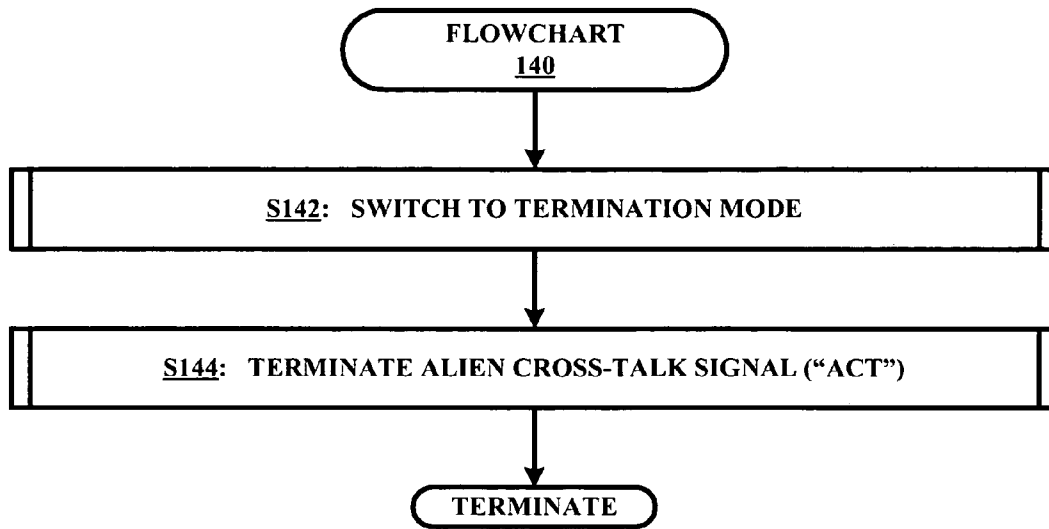 FLOWCHART
140
S142: SWITCH TO TERMINATION MODE
S144: TERMINATE ALIEN CROSS-TALK SIGNAL (“ACT”)
TERMINATE